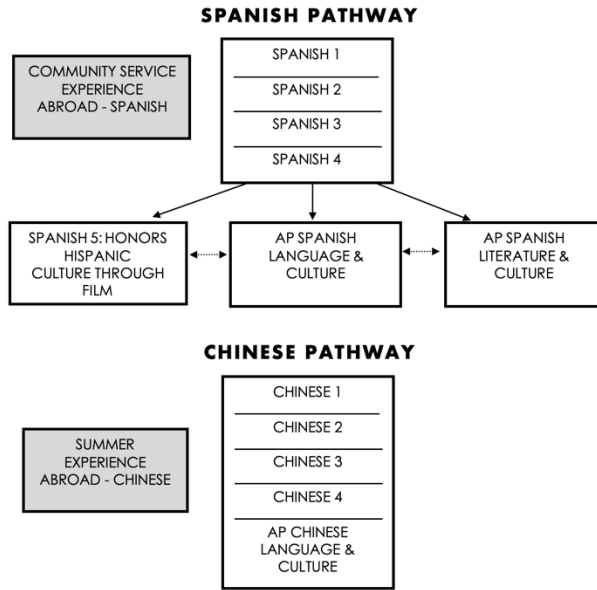 SPANISH PATHWAY
COMMUNITY SERVICE
EXPERIENCE
ABROAD - SPANISH
SPANISH 1
SPANISH 2
SPANISH 3
SPANISH 4
SPANISH 5: HONORS
HISPANIC
CULTURE THROUGH
FILM
AP SPANISH
LANGUAGE &
CULTURE
AP SPANISH
LITERATURE &
CULTURE
CHINESE PATHWAY
SUMMER
EXPERIENCE
ABROAD - CHINESE
CHINESE 1
CHINESE 2
CHINESE 3
CHINESE 4
AP CHINESE
LANGUAGE &
CULTURE